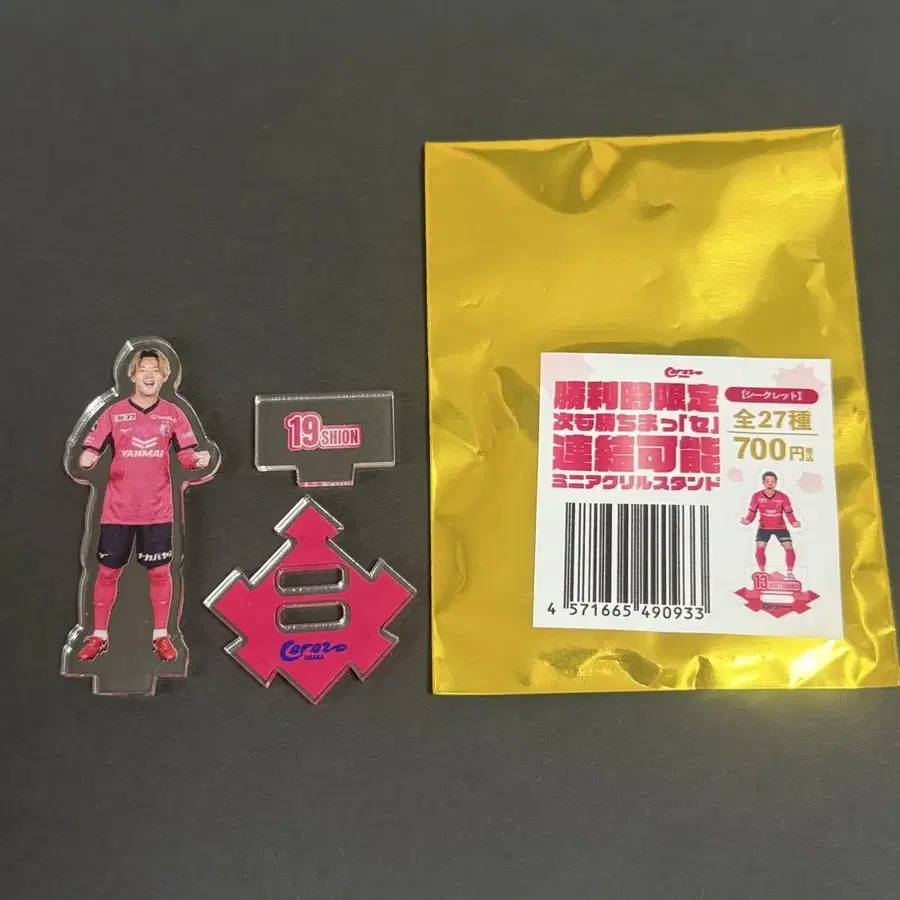 YANMAR
19 SHION
Cerezo
OSAKA
Cerezo
OSAKA
勝利時限定
次も勝ちまっ「セ」
連結可能
ミニアクリルスタンド
【シークレット】
全27種
700円
13
4 571665 490933